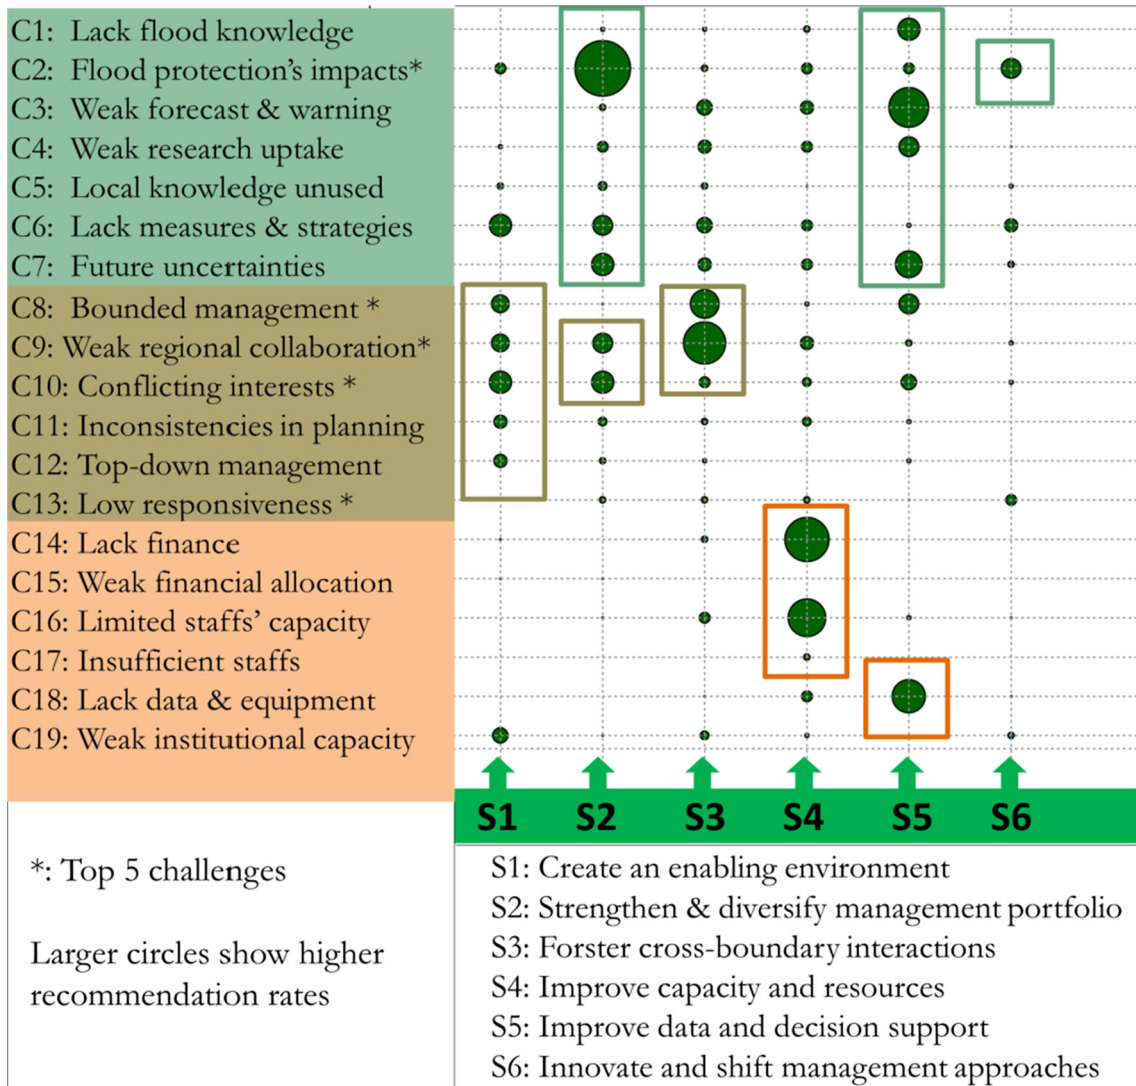 C1: Lack flood knowledge
C2: Flood protection's impacts*
C3: Weak forecast & warning
C4: Weak research uptake
C5: Local knowledge unused
C6: Lack measures & strategies
C7: Future uncertainties
C8: Bounded management *
C9: Weak regional collaboration*
C10: Conflicting interests *
C11: Inconsistencies in planning
C12: Top-down management
C13: Low responsiveness *
C14: Lack finance
C15: Weak financial allocation
C16: Limited staffs' capacity
C17: Insufficient staffs
C18: Lack data & equipment
C19: Weak institutional capacity
S1 S2 S3 S4 S5 S6
*: Top 5 challenges
Larger circles show higher
recommendation rates
S1: Create an enabling environment
S2: Strengthen & diversify management portfolio
S3: Forster cross-boundary interactions
S4: Improve capacity and resources
S5: Improve data and decision support
S6: Innovate and shift management approaches